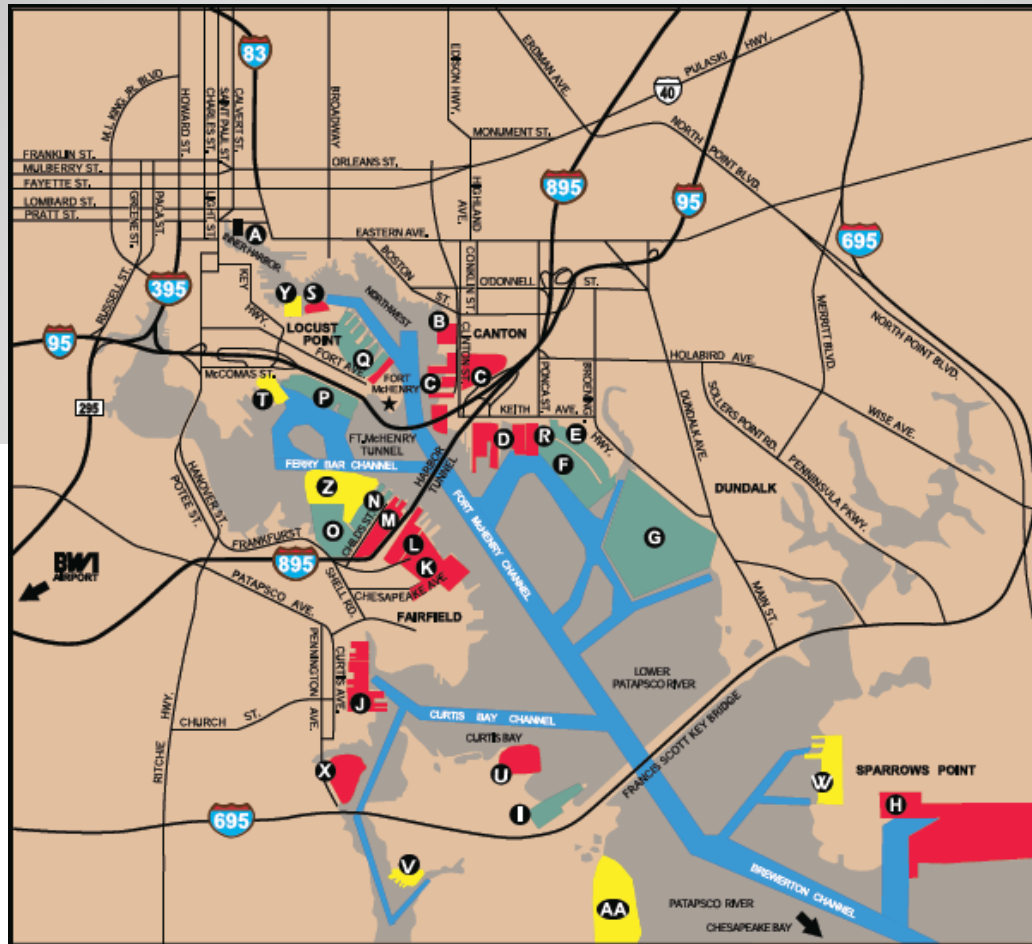 83
M.L. KING JR. BLVD
HOWARD ST.
CHARLES ST.
SAINT PAUL ST.
CALVERT ST.
BROADWAY
EDISON HWY.
ERDMAN AVE.
PULASKI HWY.
40
MONUMENT ST.
NORTH POINT BLVD.
FRANKLIN ST.
MULBERRY ST.
FAYETTE ST.
LOMBARD ST.
PRATT ST.
ORLEANS ST.
GREENE ST.
PACA ST.
LIGHT ST.
HIGHLAND AVE.
895
95
695
A
INNER HARBOR
EASTERN AVE.
BOSTON ST.
CONKLIN ST.
O'DONNELL ST.
RUSSELL ST.
395
KEY HWY.
Y
S
NORTHWEST
95
LOCUST POINT
B
CANTON
CLINTON ST.
MERRITT BLVD.
NORTH POINT BLVD.
FORT AVE.
Q
C
C
HOLABIRD AVE.
McCOMAS ST.
FORT McHENRY
PONCA ST.
BROENING HWY.
SOLLERS POINT RD.
WISE AVE.
295
T
P
KEITH AVE.
DUNDALK AVE.
FT.McHENRY TUNNEL
D
R
E
F
HARBOR TUNNEL
FERRY BAR CHANNEL
PENNINSULA PKWY.
HANOVER ST.
POTEE ST.
Z
N
DUNDALK
FORT McHENRY CHANNEL
O
CHILDS ST.
M
L
K
G
FRANKFURST
895
BWI
AIRPORT
PATAPSCO AVE.
SHELL RD.
CHESAPEAKE AVE.
FAIRFIELD
MAIN ST.
PENNINGTON AVE.
CURTIS AVE.
LOWER
PATAPSCO RIVER
J
RITCHIE HWY.
CHURCH ST.
CURTIS BAY CHANNEL
CURTIS BAY
FRANCIS SCOTT KEY BRIDGE
X
U
W
SPARROWS POINT
I
H
695
V
AA
BREWERTON CHANNEL
PATAPSCO RIVER
CHESAPEAKE BAY